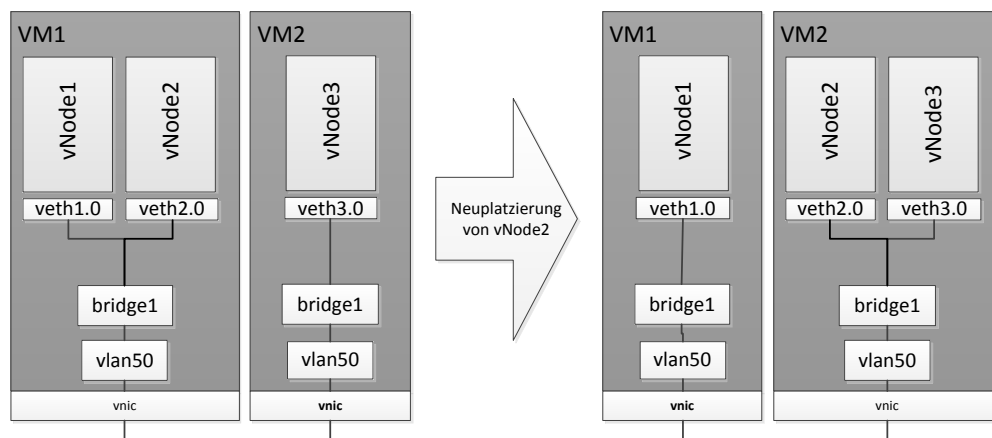 VM1
vNode1
vNode2
veth1.0
veth2.0
bridge1
vlan50
vnic
VM2
vNode3
veth3.0
bridge1
vlan50
vnic
Neuplatzierung
von vNode2
VM1
vNode1
veth1.0
bridge1
vlan50
vnic
VM2
vNode2
vNode3
veth2.0
veth3.0
bridge1
vlan50
vnic